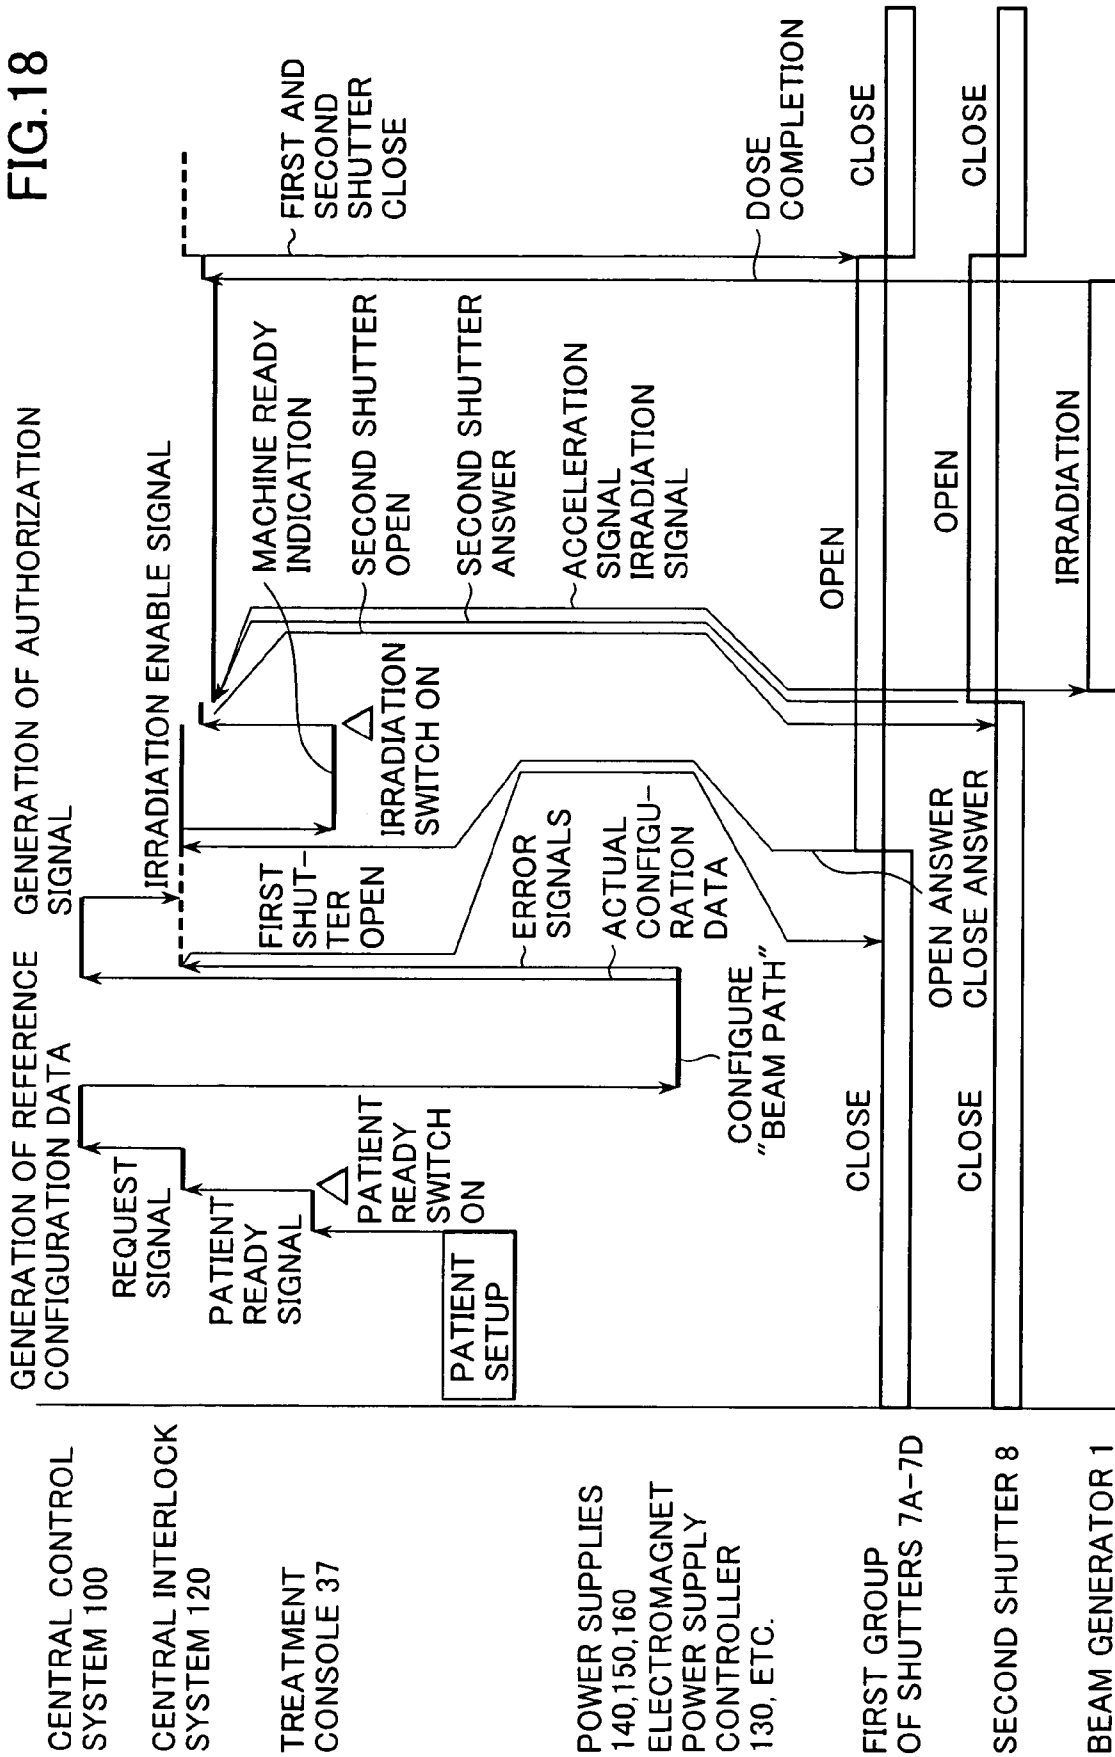 FIG.18
GENERATION OF REFERENCE
CONFIGURATION DATA
GENERATION OF AUTHORIZATION
SIGNAL
CENTRAL CONTROL
SYSTEM 100
CENTRAL INTERLOCK
SYSTEM 120
TREATMENT
CONSOLE 37
POWER SUPPLIES
140,150,160
ELECTROMAGNET
POWER SUPPLY
CONTROLLER
130, ETC.
FIRST GROUP
OF SHUTTERS 7A-7D
SECOND SHUTTER 8
BEAM GENERATOR 1
REQUEST
SIGNAL
PATIENT
READY
SIGNAL
PATIENT
READY
SWITCH
ON
PATIENT
SETUP
CONFIGURE
"BEAM PATH"
IRRADIATION ENABLE SIGNAL
FIRST
SHUT-
TER
OPEN
ERROR
SIGNALS
ACTUAL
CONFIGU-
RATION
DATA
IRRADIATION
SWITCH ON
MACHINE READY
INDICATION
SECOND SHUTTER
OPEN
SECOND SHUTTER
ANSWER
ACCELERATION
SIGNAL
IRRADIATION
SIGNAL
FIRST AND
SECOND
SHUTTER
CLOSE
DOSE
COMPLETION
CLOSE
OPEN
CLOSE
OPEN ANSWER
CLOSE ANSWER
CLOSE
OPEN
CLOSE
IRRADIATION